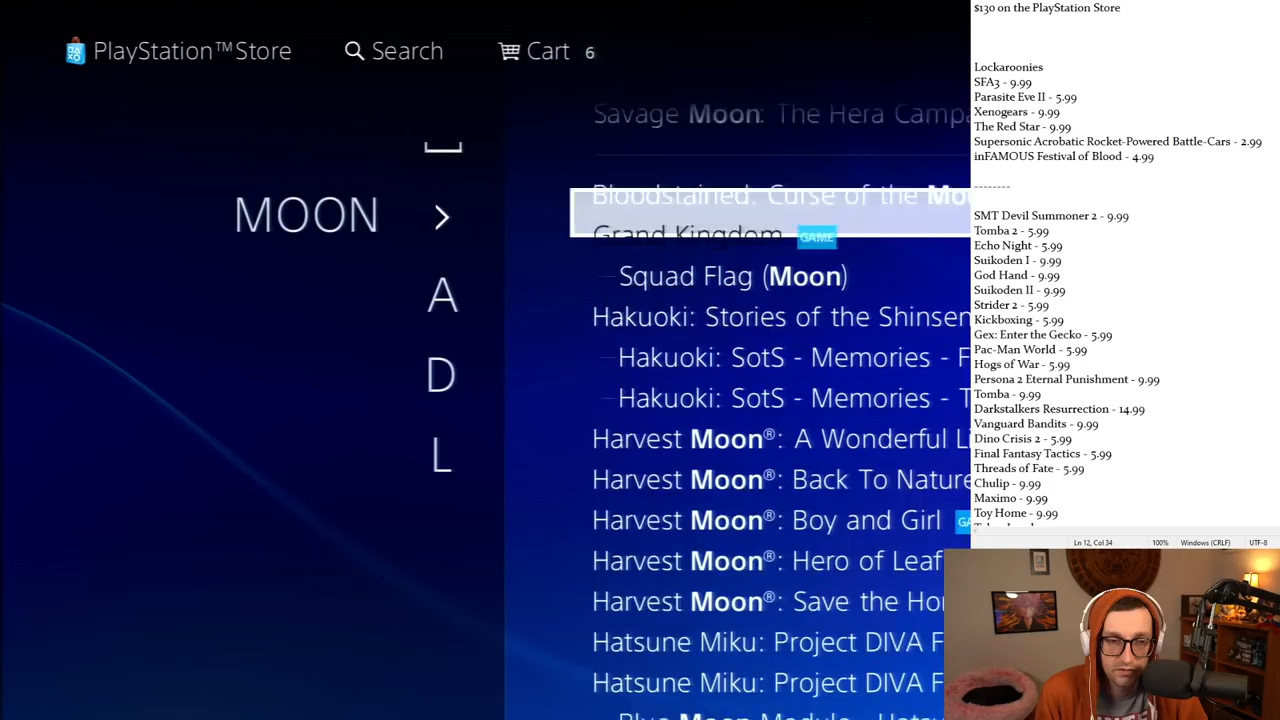 PlayStation™Store
Search
Cart 6
MOON
>
A
D
L
Savage Moon: The Hera
Bloodstained: Curse of the
Grand Kingdom GAME
Squad Flag (Moon)
Hakuoki: Stories of the
Hakuoki: SotS - Memories -
Hakuoki: SotS - Memories -
Harvest Moon®: A Wonderful
Harvest Moon®: Back To Nature
Harvest Moon®: Boy and Girl
Harvest Moon®: Hero of Leaf
Harvest Moon®: Save the
Hatsune Miku: Project DIVA F
Hatsune Miku: Project DIVA F
Blue Moon Module -
$130 on the PlayStation Store
Lockaroonies
SFA3 - 9.99
Parasite Eve II - 5.99
Xenogears - 9.99
The Red Star - 9.99
Supersonic Acrobatic Rocket-Powered Battle-Cars - 2.99
inFAMOUS Festival of Blood - 4.99
--------
SMT Devil Summoner 2 - 9.99
Tomba 2 - 5.99
Echo Night - 5.99
Suikoden I - 9.99
God Hand - 9.99
Suikoden II - 9.99
Strider 2 - 5.99
Kickboxing - 5.99
Gex: Enter the Gecko - 5.99
Pac-Man World - 5.99
Hogs of War - 5.99
Persona 2 Eternal Punishment - 9.99
Tomba - 9.99
Darkstalkers Resurrection - 14.99
Vanguard Bandits - 9.99
Dino Crisis 2 - 5.99
Final Fantasy Tactics - 5.99
Threads of Fate - 5.99
Chulip - 9.99
Maximo - 9.99
Toy Home - 9.99
Ln 12, Col 34
100%
Windows (CRLF)
UTF-8